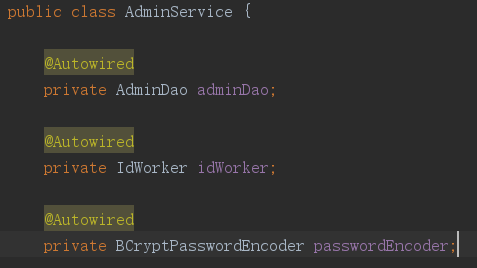 public class AdminService {
@Autowired
private AdminDao adminDao;
@Autowired
private IdWorker idWorker;
@Autowired
private BCryptPasswordEncoder passwordEncoder;